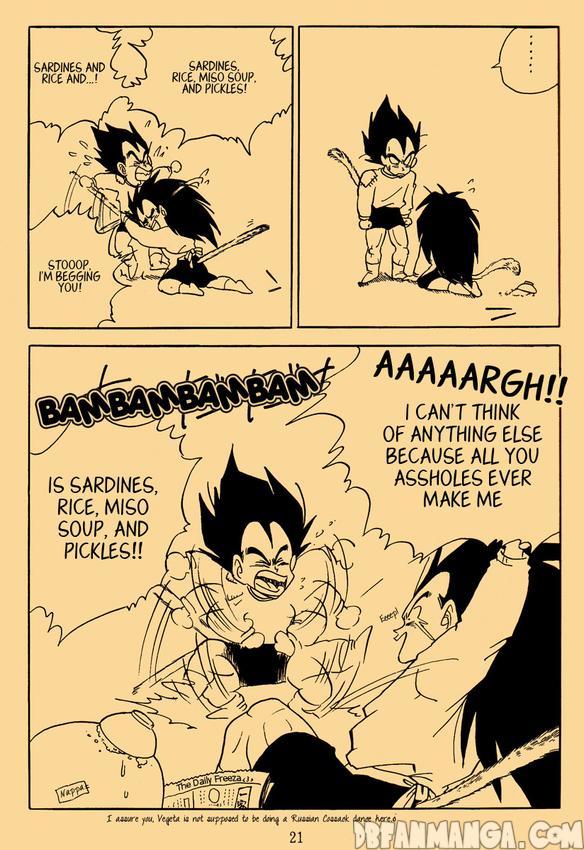 SARDINES AND
RICE AND...!
SARDINES,
RICE, MISO SOUP,
AND PICKLES!
STOOOP,
I'M BEGGING
YOU!
......
BAMBAMBAMBAM
AAAAARGH!!
I CAN'T THINK
OF ANYTHING ELSE
BECAUSE ALL YOU
ASSHOLES EVER
MAKE ME
IS SARDINES,
RICE, MISO
SOUP, AND
PICKLES!!
Eeeep!
Nappa
The Daily Freeza
I assure you, Vegeta is not supposed to be doing a Russian Cossack dance here.
21
DBFANMANGA.COM